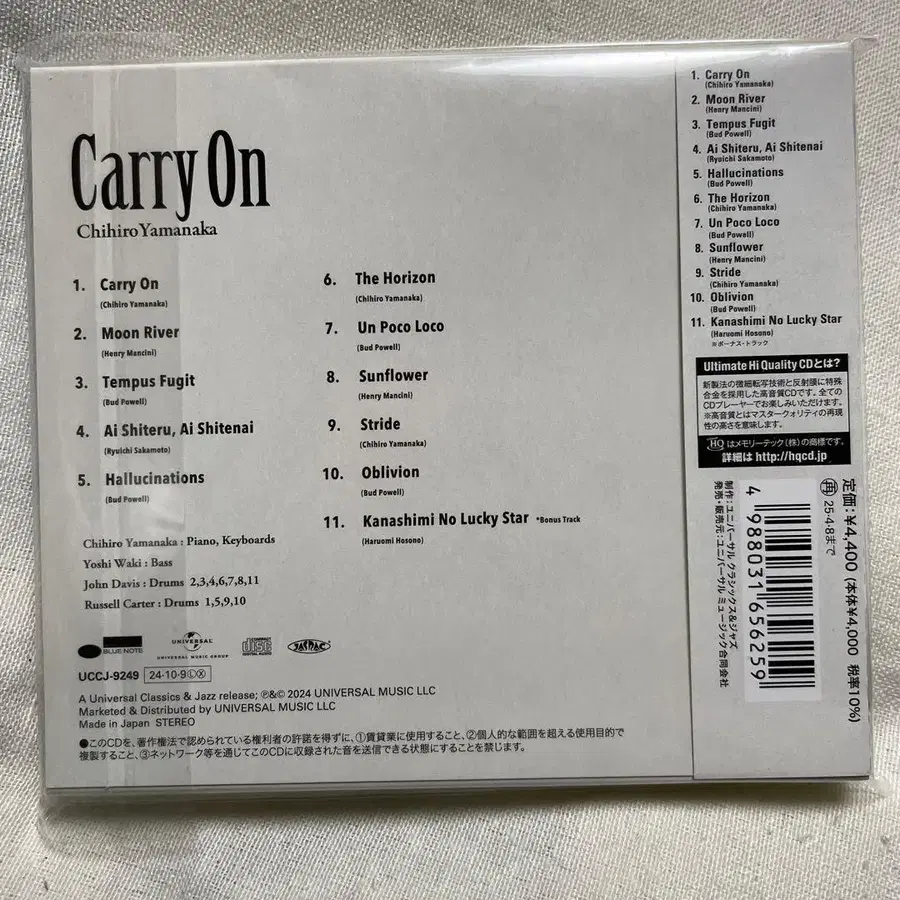 Carry On
Chihiro Yamanaka
1. Carry On
(Chihiro Yamanaka)
2. Moon River
(Henry Mancini)
3. Tempus Fugit
(Bud Powell)
4. Ai Shiteru, Ai Shitenai
(Ryuichi Sakamoto)
5. Hallucinations
(Bud Powell)
6. The Horizon
(Chihiro Yamanaka)
7. Un Poco Loco
(Bud Powell)
8. Sunflower
(Henry Mancini)
9. Stride
(Chihiro Yamanaka)
10. Oblivion
(Bud Powell)
11. Kanashimi No Lucky Star *Bonus Track
(Haruomi Hosono)
Chihiro Yamanaka : Piano, Keyboards
Yoshi Waki : Bass
John Davis : Drums 2,3,4,6,7,8,11
Russell Carter : Drums 1,5,9,10
BLUE NOTE
UNIVERSAL
UNIVERSAL MUSIC GROUP
COMPACT
disc
DIGITAL AUDIO
JASRAC
UCCJ-9249 24-10-9ⓁⓍ
A Universal Classics & Jazz release; ℗&© 2024 UNIVERSAL MUSIC LLC
Marketed & Distributed by UNIVERSAL MUSIC LLC
Made in Japan STEREO
●このCDを、著作権法で認められている権利者の許諾を得ずに、①賃貸業に使用すること、②個人的な範囲を超える使用目的で
複製すること、③ネットワーク等を通じてこのCDに収録された音を送信できる状態にすることを禁じます。
1. Carry On
(Chihiro Yamanaka)
2. Moon River
(Henry Mancini)
3. Tempus Fugit
(Bud Powell)
4. Ai Shiteru, Ai Shitenai
(Ryuichi Sakamoto)
5. Hallucinations
(Bud Powell)
6. The Horizon
(Chihiro Yamanaka)
7. Un Poco Loco
(Bud Powell)
8. Sunflower
(Henry Mancini)
9. Stride
(Chihiro Yamanaka)
10. Oblivion
(Bud Powell)
11. Kanashimi No Lucky Star
(Haruomi Hosono)
※ボーナス・トラック
Ultimate Hi Quality CDとは?
新製法の微細転写技術と反射膜に特殊
合金を採用した高音質CDです。全ての
CDプレーヤーでお楽しみいただけます。
※高音質とはマスタークォリティの再現
性の高さを意味します。
HQ はメモリーテック(株)の商標です。
詳細は http://hqcd.jp
定価:¥4,400 (本体¥4,000 税率10%)
再 25・4・8まで
4 988031 656259
制作:ユニバーサル クラシックス&ジャズ
発売・販売元:ユニバーサル ミュージック合同会社